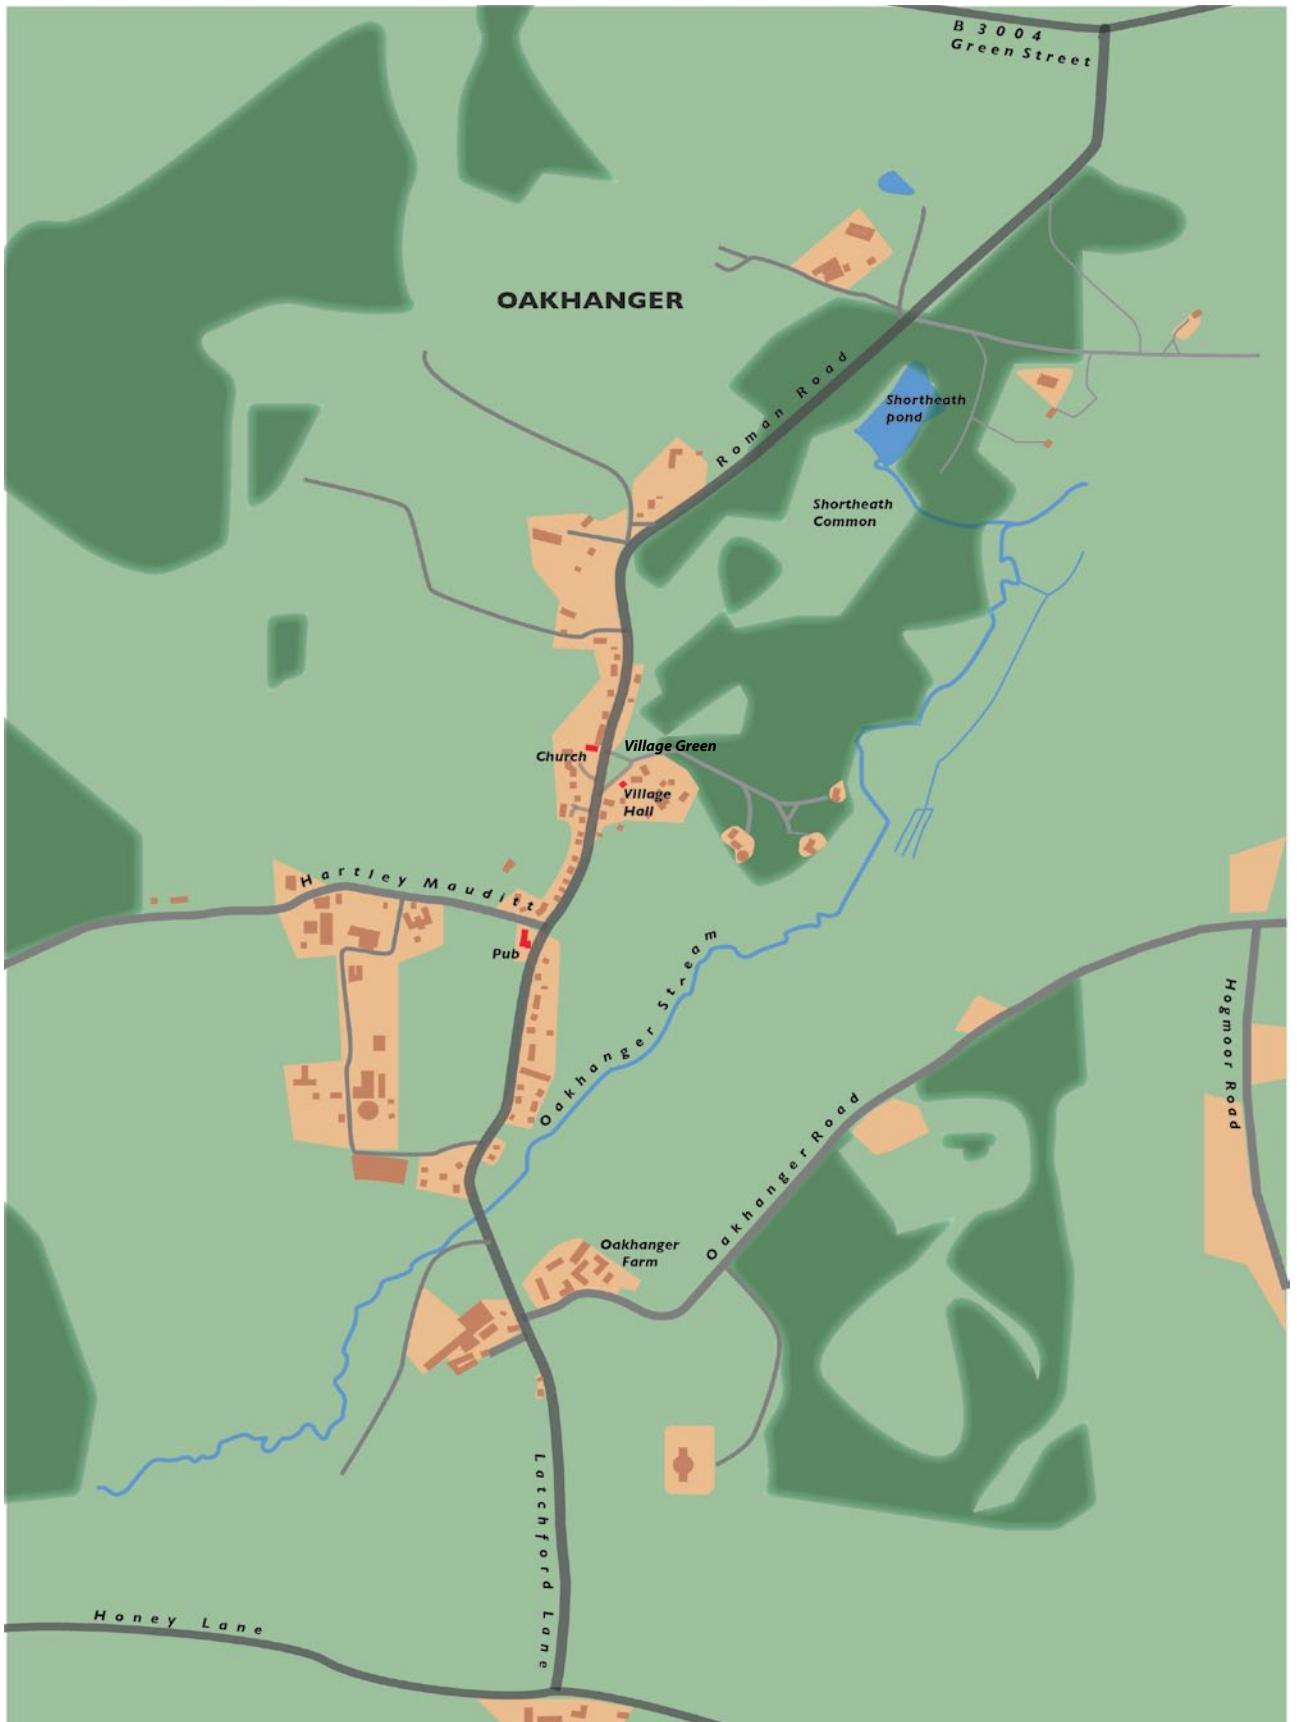 B 3004
Green Street
OAKHANGER
Roman Road
Shortheath
pond
Shortheath
Common
Church
Village Green
Village
Hall
Hartley Mauditt
Pub
Oakhanger Stream
Hogmoor Road
Oakhanger Road
Oakhanger
Farm
Latchford Lane
Honey Lane